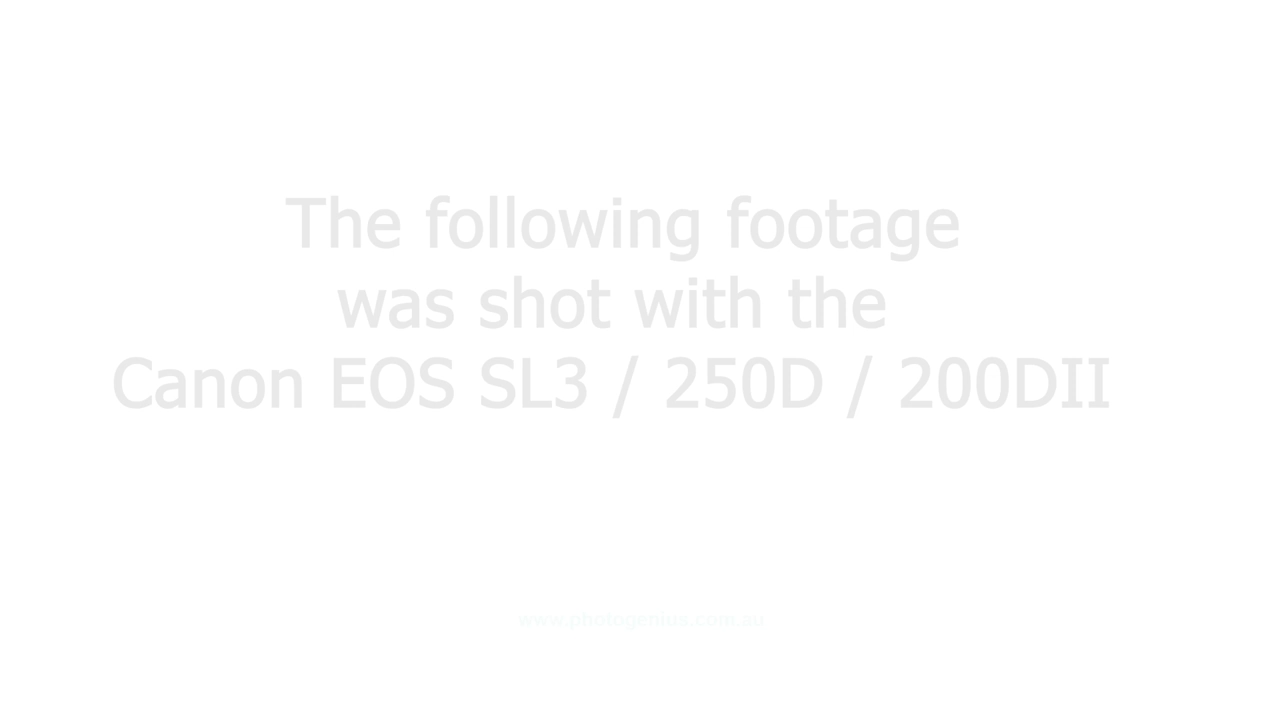 The following footage
was shot with the
Canon EOS SL3 / 250D / 200DII
www.photogenius.com.au